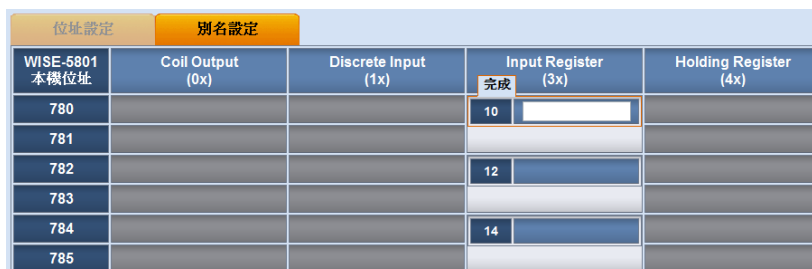 位址設定 別名設定
WISE-5801 Coil Output Discrete Input Input Register Holding Register
本機位址 (0x) (1x) (3x) (4x)
完成
780 10
781
782 12
783
784 14
785